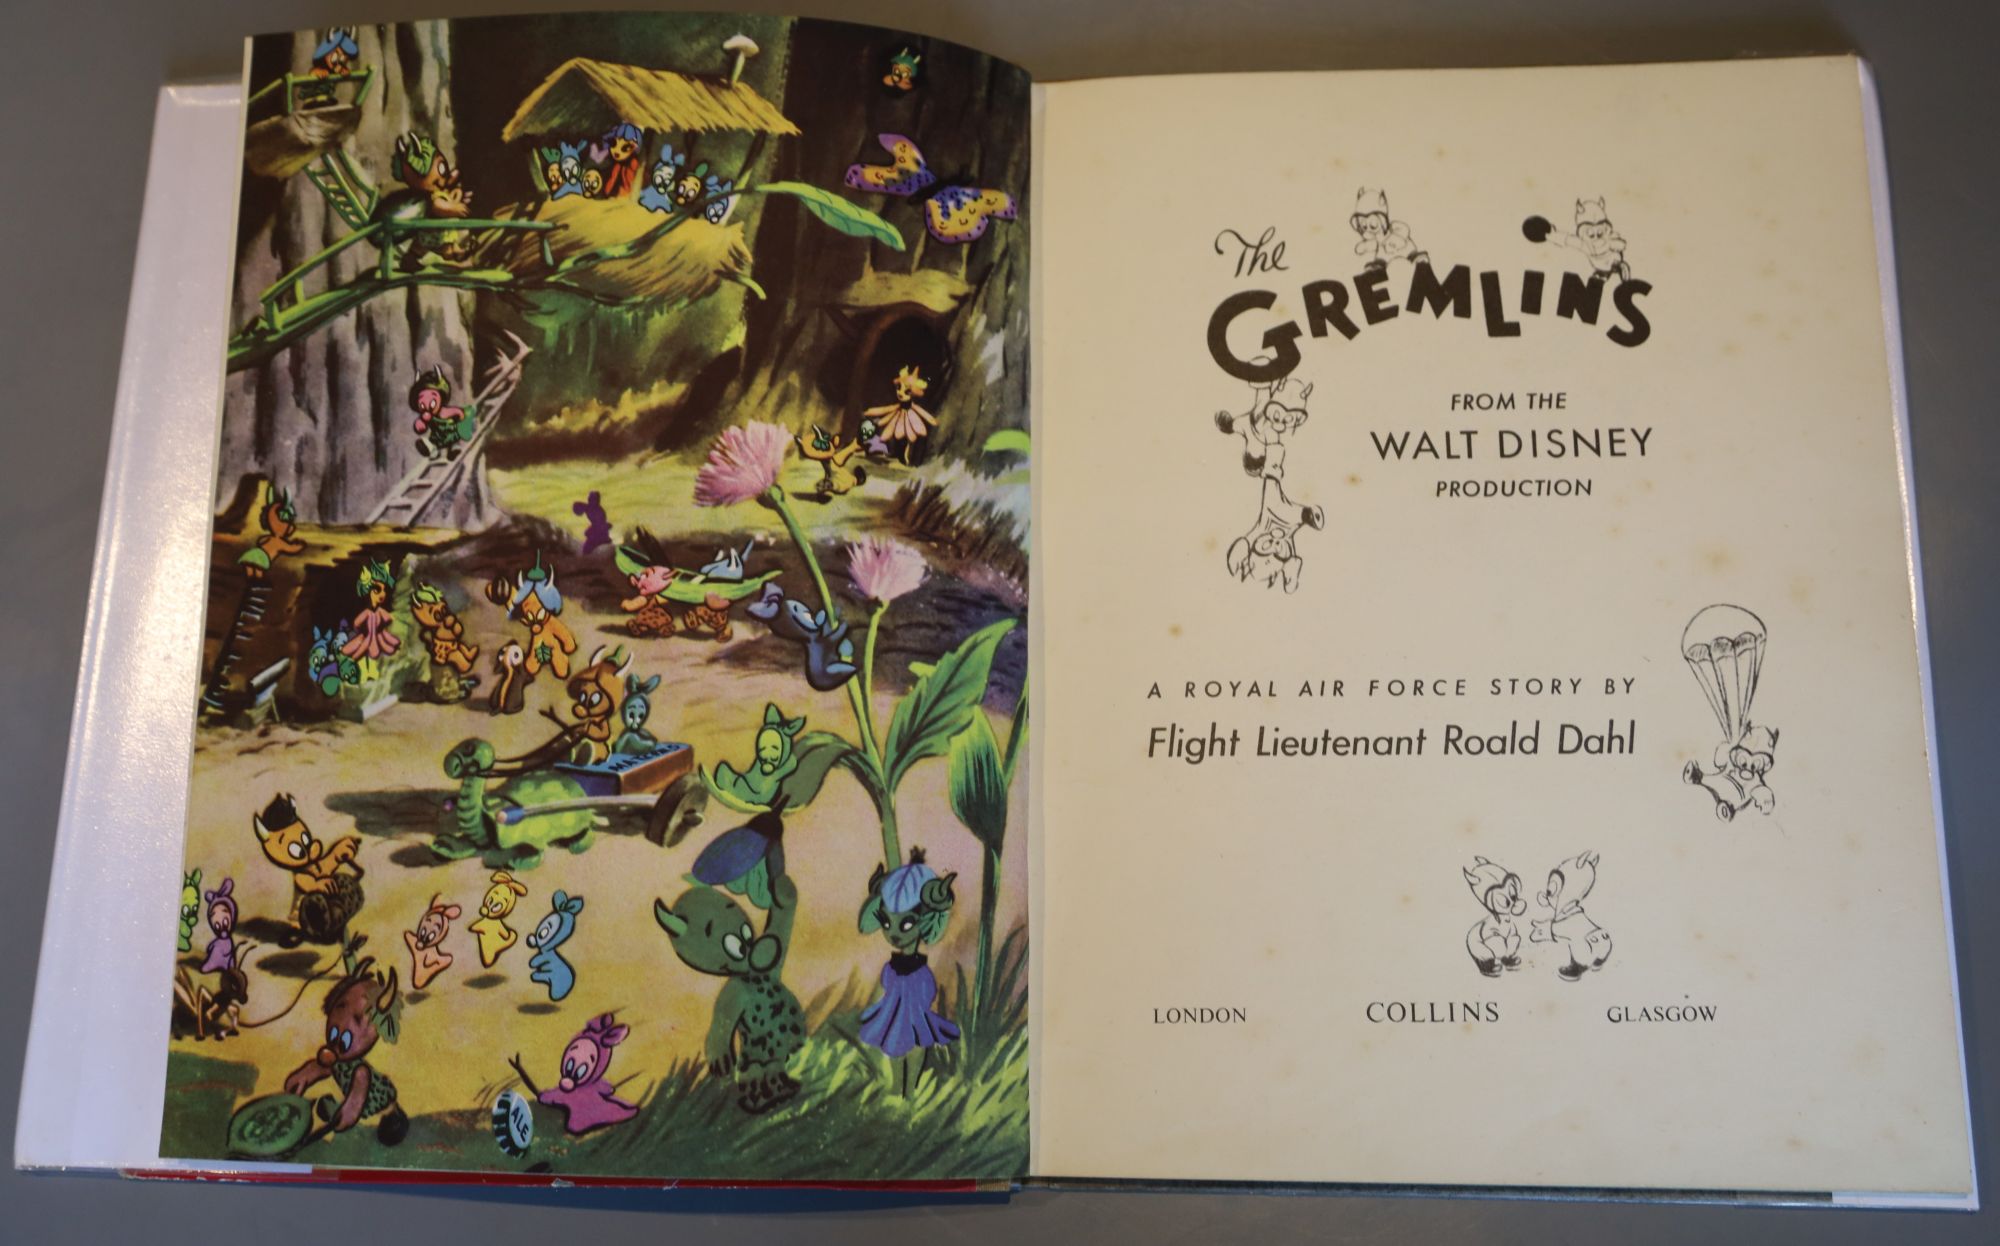 MATCHES
ALE
The
GREMLINS
FROM THE
WALT DISNEY
PRODUCTION
A ROYAL AIR FORCE STORY BY
Flight Lieutenant Roald Dahl
LONDON COLLINS GLASGOW